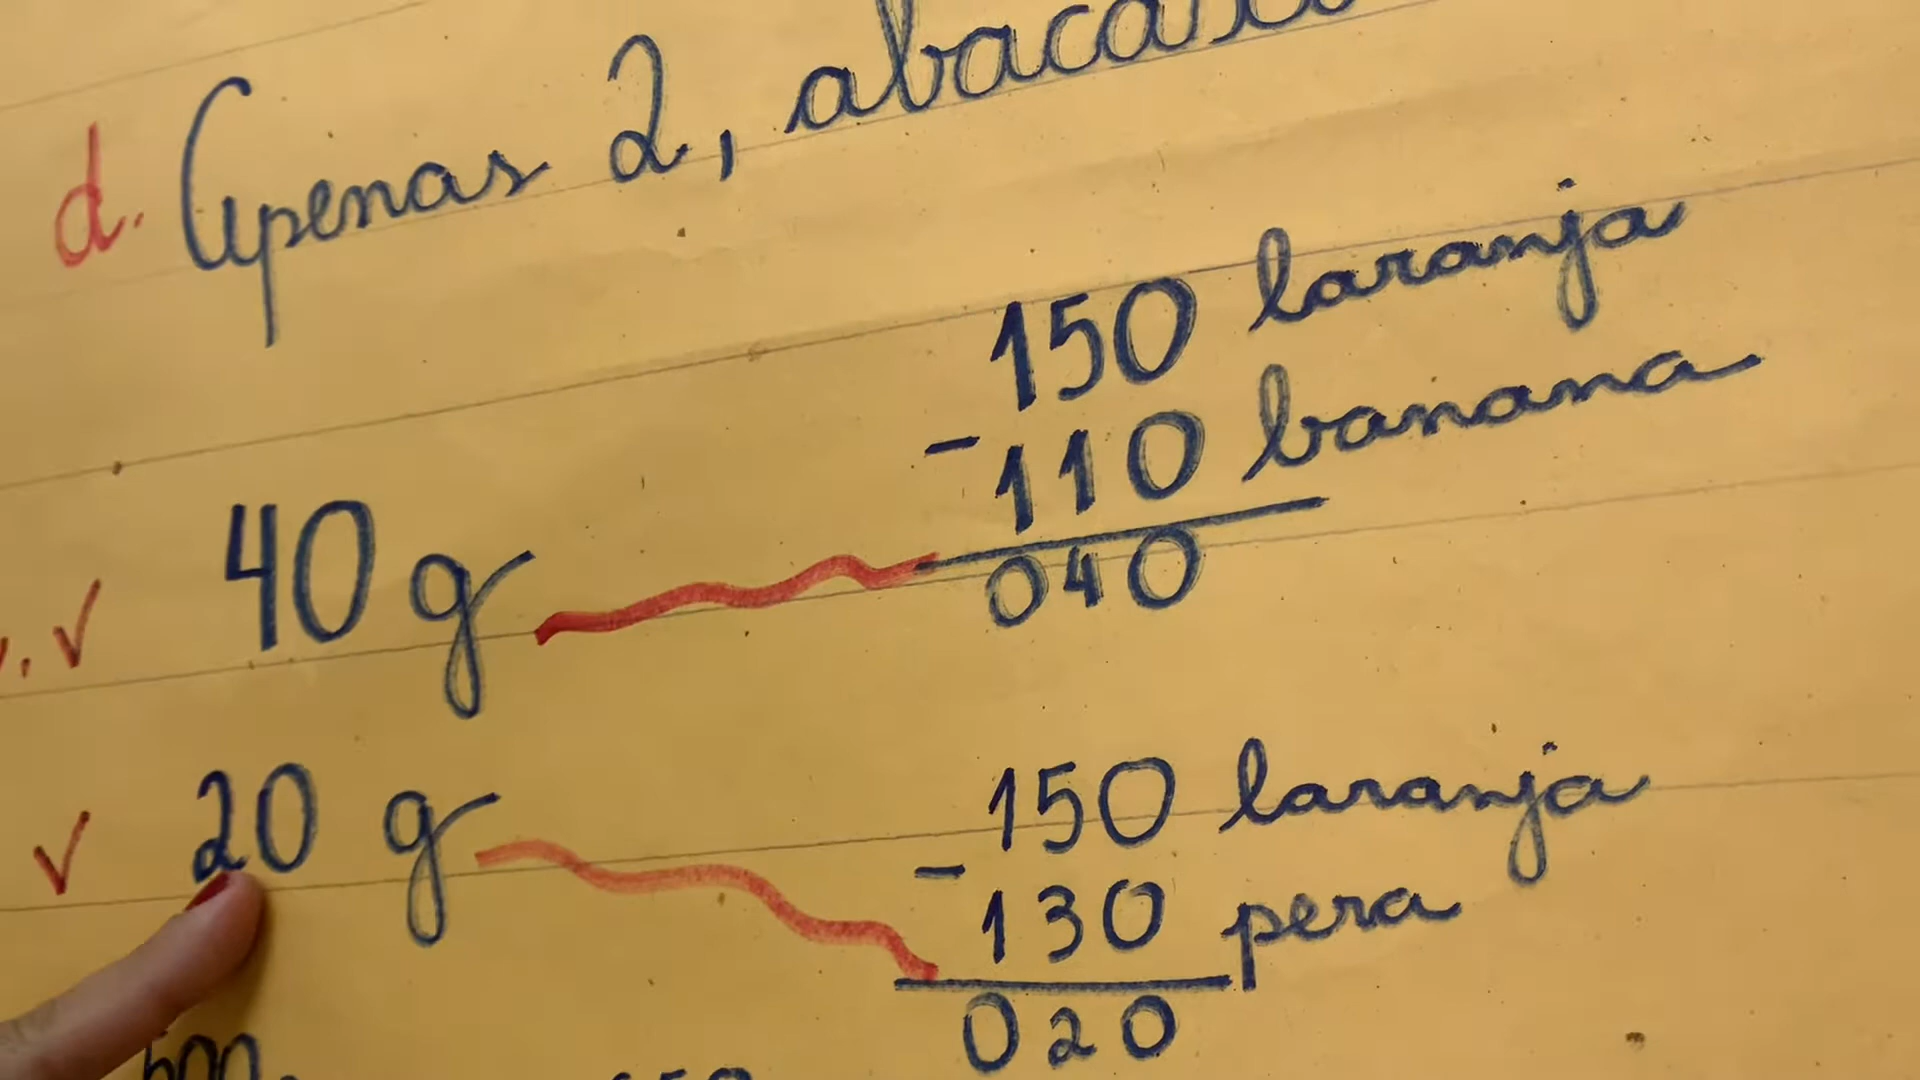 d. Apenas 2,
150 laranja
- 110 banana
40 g 040
20 g 150 laranja
- 130 pera
020